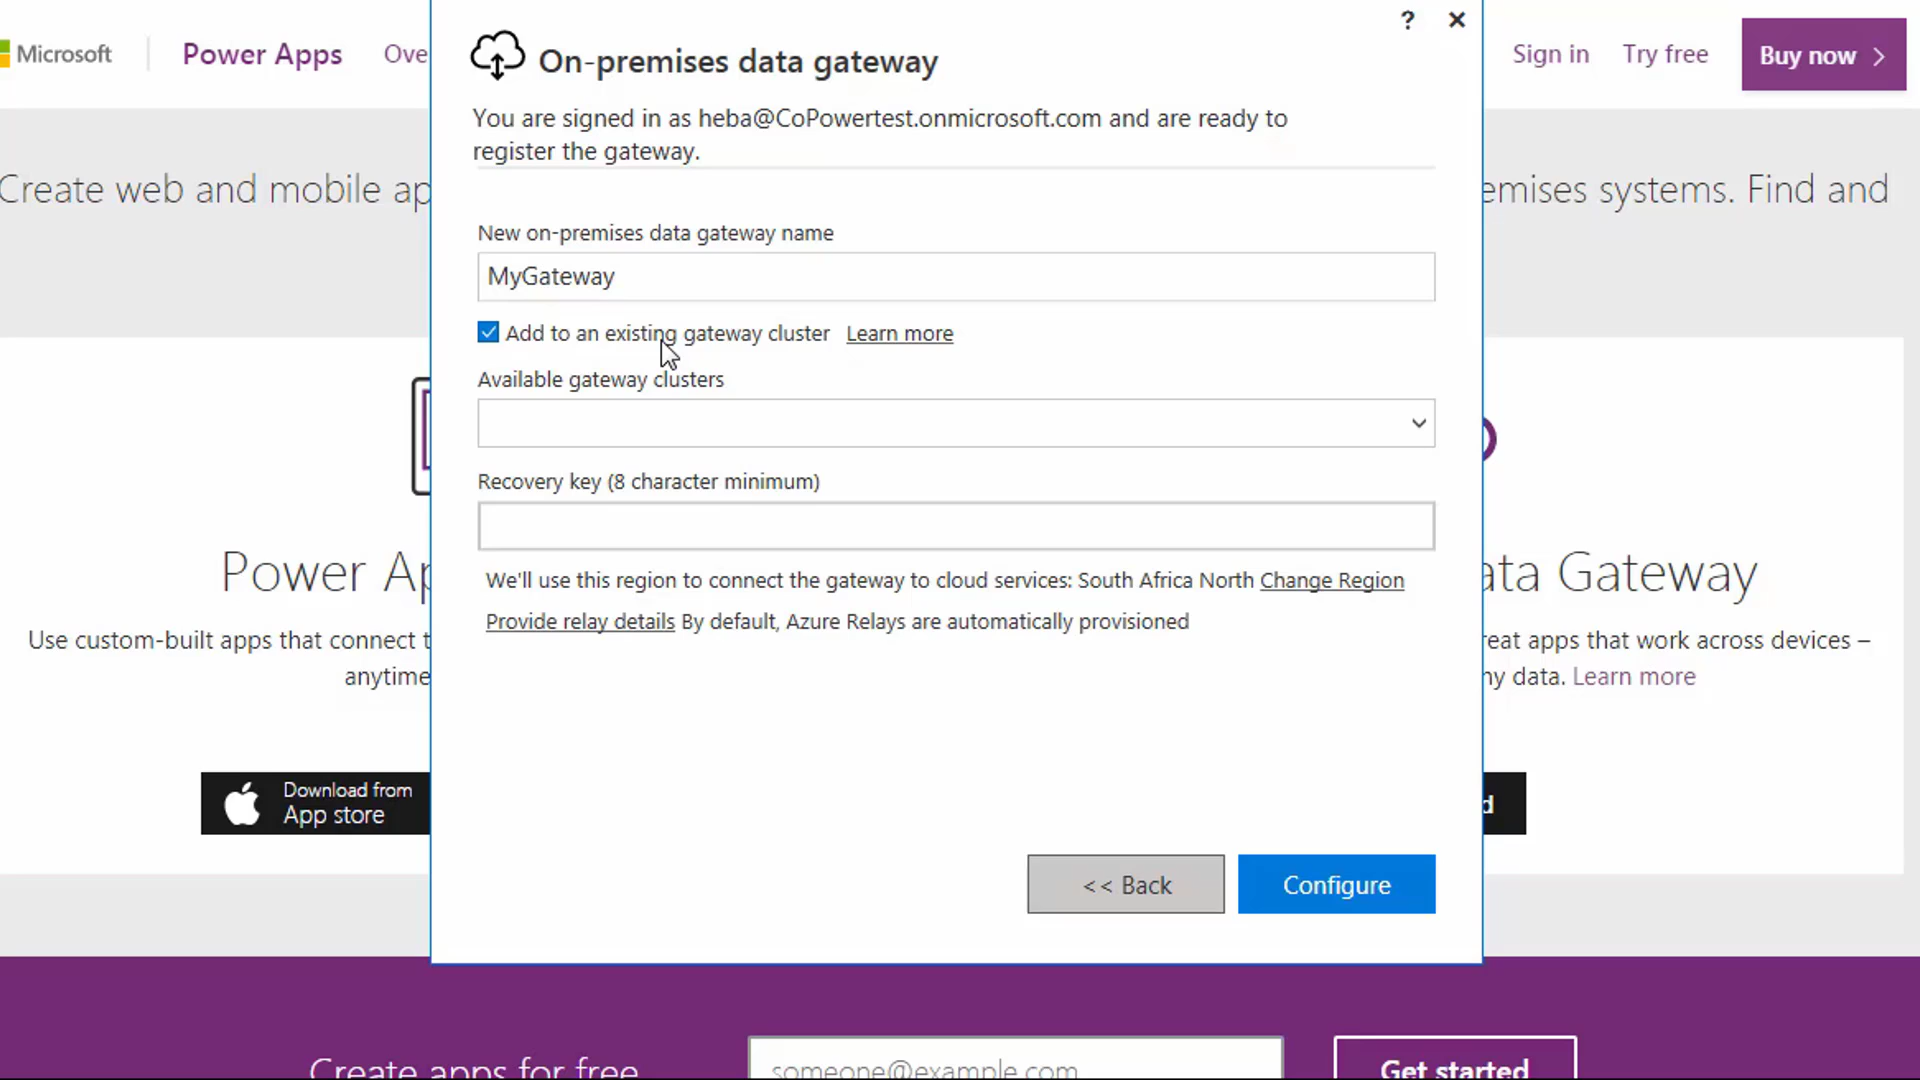 Microsoft
Power Apps
Ove
Sign in
Try free
Buy now
? ×
On-premises data gateway
You are signed in as heba@CoPowertest.onmicrosoft.com and are ready to
register the gateway.
New on-premises data gateway name
MyGateway
Add to an existing gateway cluster Learn more
Available gateway clusters
Recovery key (8 character minimum)
We'll use this region to connect the gateway to cloud services: South Africa North Change Region
Provide relay details By default, Azure Relays are automatically provisioned
<< Back
Configure
Create web and mobile ap
emises systems. Find and
Power Ap
Use custom-built apps that connect t
anytime
Download from
App store
ata Gateway
reat apps that work across devices –
ny data. Learn more
d
Create apps for free
someone@example.com
Get started